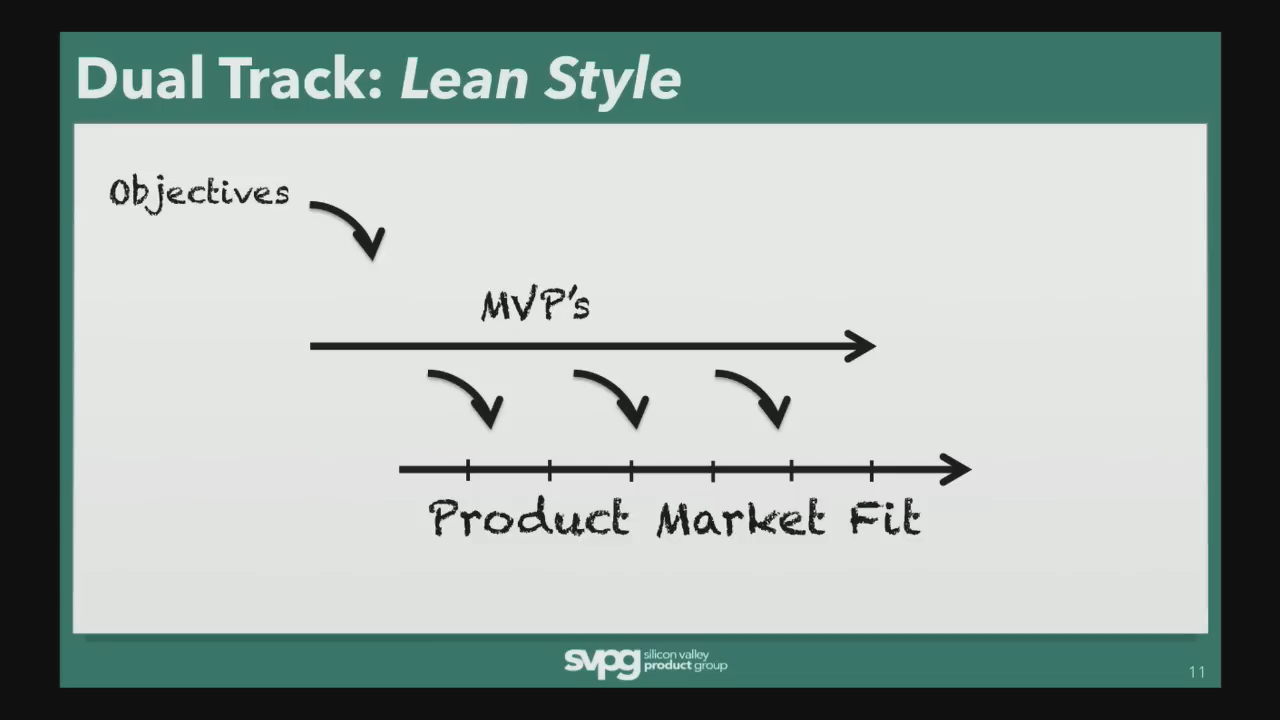 Dual Track: Lean Style
Objectives
MVP's
Product Market Fit
svpg silicon valley
product group
11